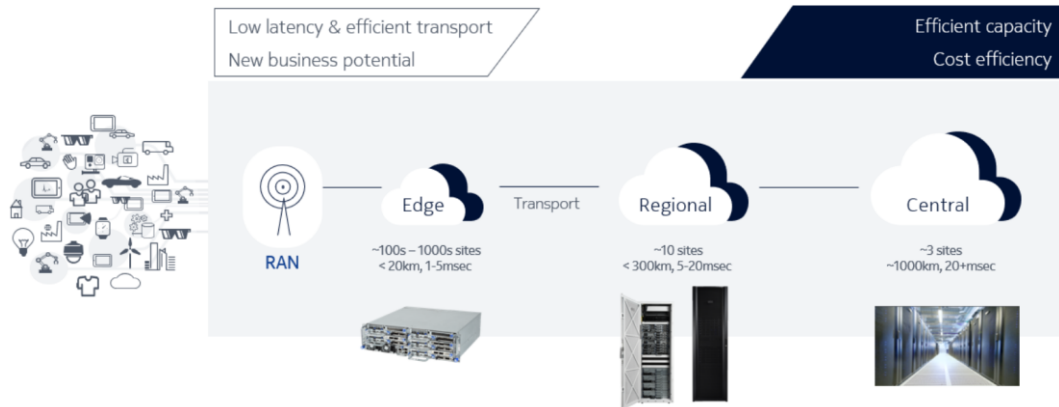 Low latency & efficient transport
New business potential
Efficient capacity
Cost efficiency
RAN
Edge
Transport
Regional
Central
~100s – 1000s sites
< 20km, 1-5msec
~10 sites
< 300km, 5-20msec
~3 sites
~1000km, 20+msec